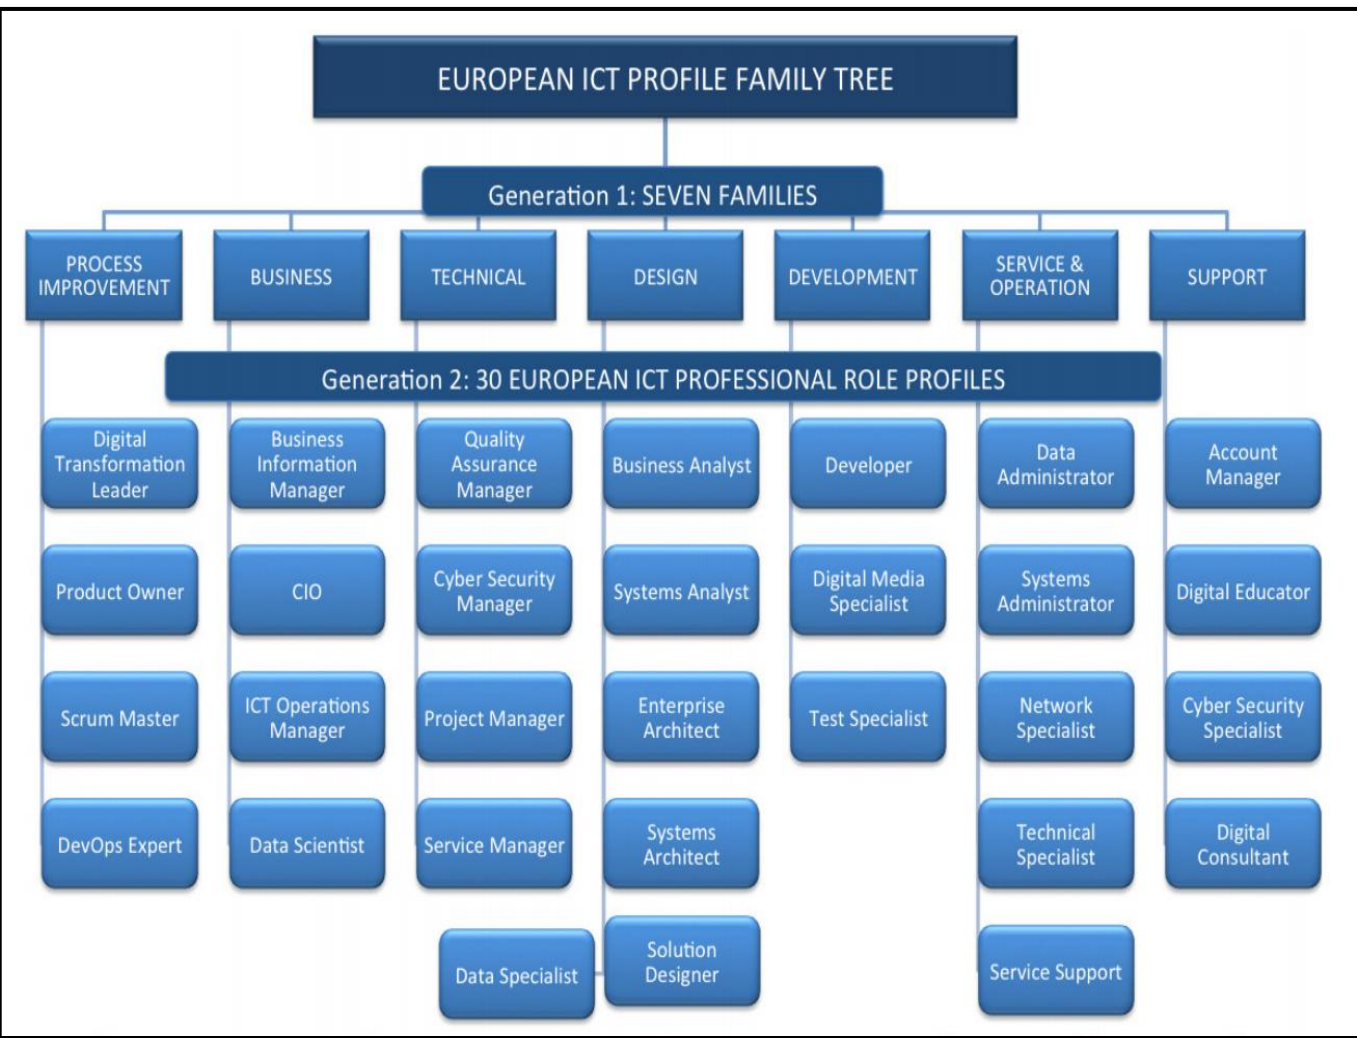 EUROPEAN ICT PROFILE FAMILY TREE
Generation 1: SEVEN FAMILIES
PROCESS
IMPROVEMENT
BUSINESS
TECHNICAL
DESIGN
DEVELOPMENT
SERVICE &
OPERATION
SUPPORT
Generation 2: 30 EUROPEAN ICT PROFESSIONAL ROLE PROFILES
Digital
Transformation
Leader
Business
Information
Manager
Quality
Assurance
Manager
Business Analyst
Developer
Data
Administrator
Account
Manager
Product Owner
CIO
Cyber Security
Manager
Systems Analyst
Digital Media
Specialist
Systems
Administrator
Digital Educator
Scrum Master
ICT Operations
Manager
Project Manager
Enterprise
Architect
Test Specialist
Network
Specialist
Cyber Security
Specialist
DevOps Expert
Data Scientist
Service Manager
Systems
Architect
Technical
Specialist
Digital
Consultant
Data Specialist
Solution
Designer
Service Support